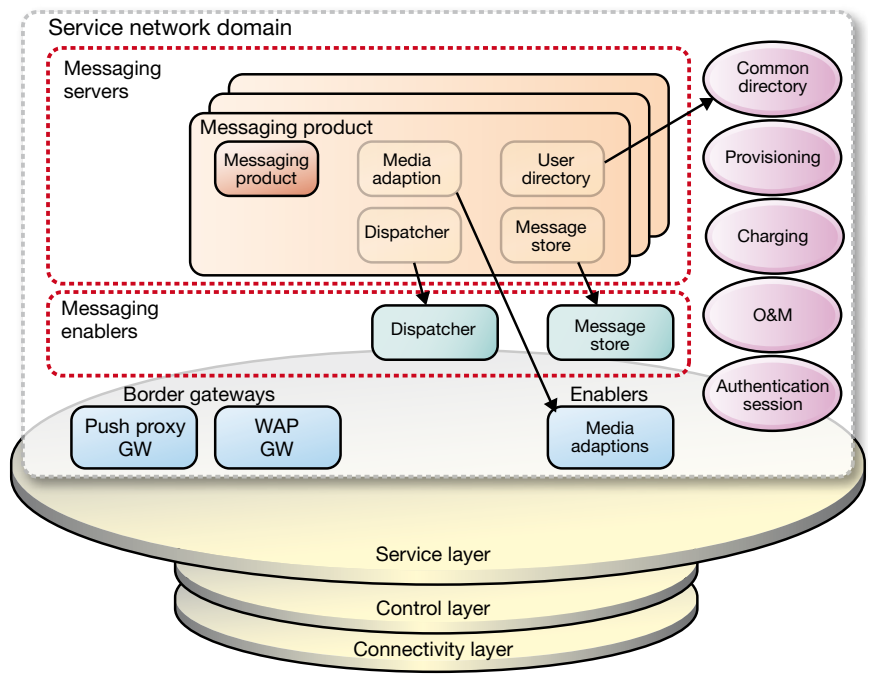 Service network domain
Messaging
servers
Messaging product
Messaging
product
Media
adaption
User
directory
Dispatcher
Message
store
Messaging
enablers
Dispatcher
Message
store
Border gateways
Push proxy
GW
WAP
GW
Enablers
Media
adaptions
Common
directory
Provisioning
Charging
O&M
Authentication
session
Service layer
Control layer
Connectivity layer